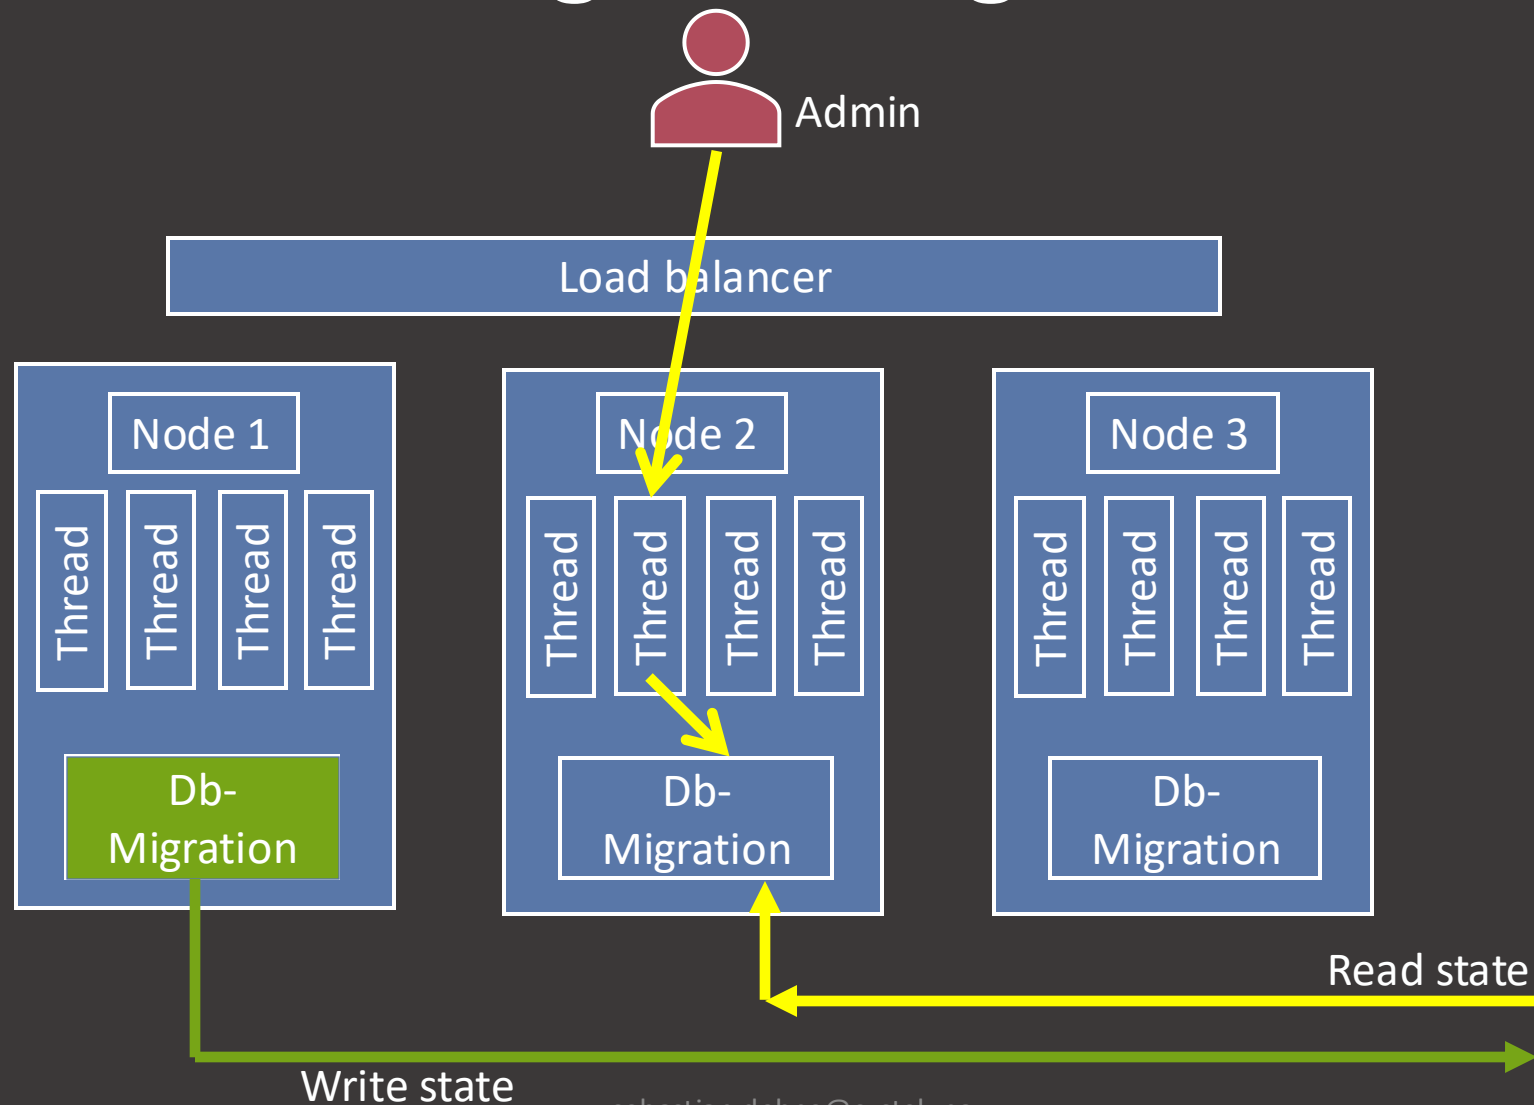 Admin
Load balancer
Node 1
Node 2
Node 3
Thread
Thread
Thread
Thread
Thread
Thread
Thread
Thread
Thread
Thread
Thread
Thread
Db-
Migration
Db-
Migration
Db-
Migration
Read state
Write state